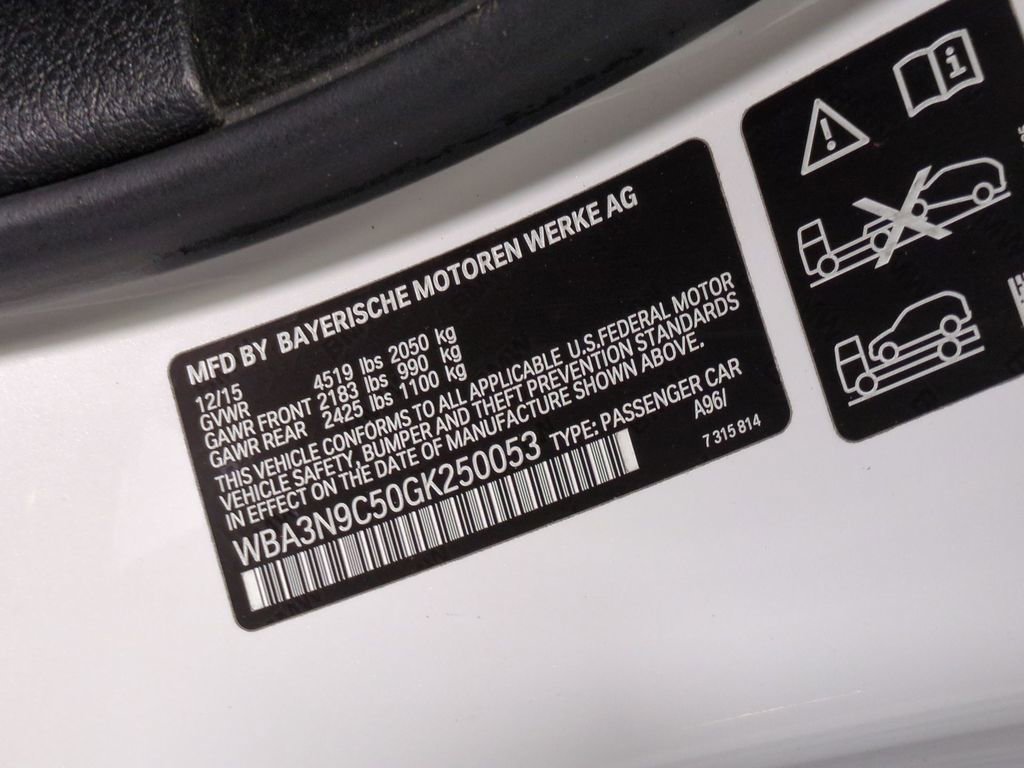 MFD BY BAYERISCHE MOTOREN WERKE AG
12/15
GVWR 4519 lbs 2050 kg
GAWR FRONT 2183 lbs 990 kg
GAWR REAR 2425 lbs 1100 kg
THIS VEHICLE CONFORMS TO ALL APPLICABLE U.S.FEDERAL MOTOR
VEHICLE SAFETY, BUMPER AND THEFT PREVENTION STANDARDS
IN EFFECT ON THE DATE OF MANUFACTURE SHOWN ABOVE.
WBA3N9C50GK250053 TYPE: PASSENGER CAR
A96/
7 315 814